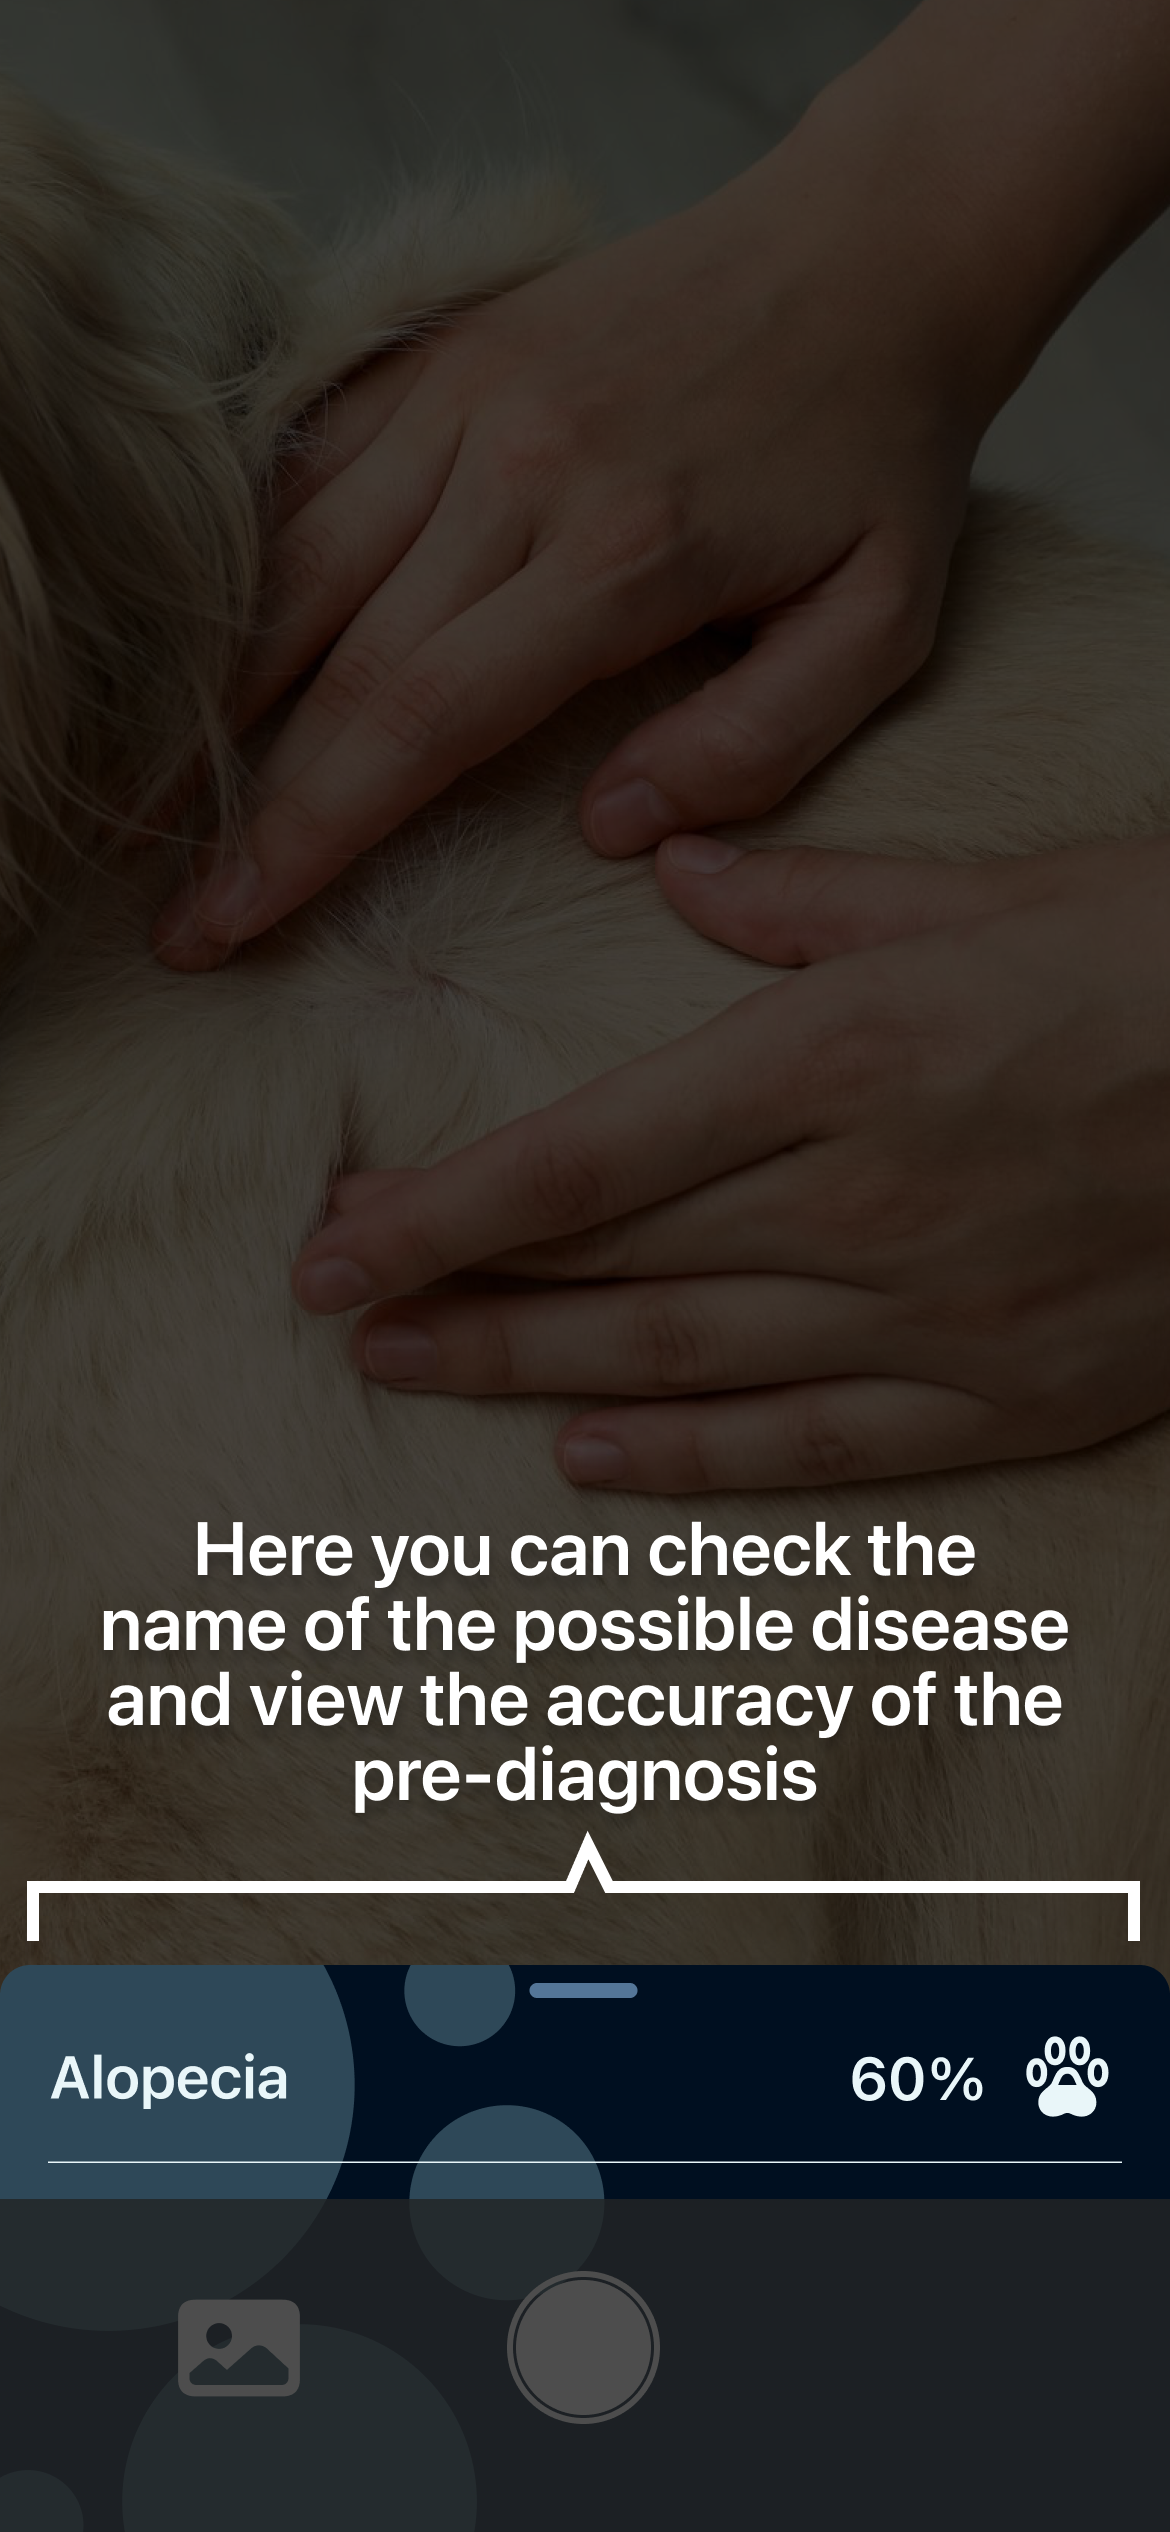 Here you can check the
name of the possible disease
and view the accuracy of the
pre-diagnosis
Alopecia 60%